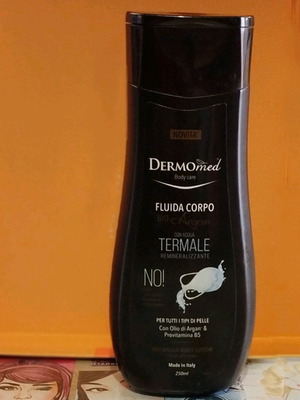 NOVITÀ
DERMOmed
Body care
FLUIDA CORPO
CON ACQUA
TERMALE
REMINERALIZZANTE
NO!
PER TUTTI I TIPI DI PELLE
Con Olio di Argan &
Provitamina B5
Made in Italy
250ml